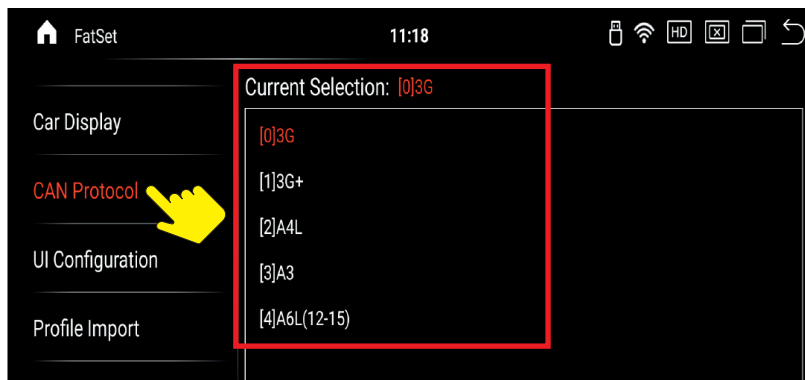 FatSet 11:18 HD
Current Selection: [0]3G
Car Display
CAN Protocol
UI Configuration
Profile Import
[0]3G
[1]3G+
[2]A4L
[3]A3
[4]A6L(12-15)